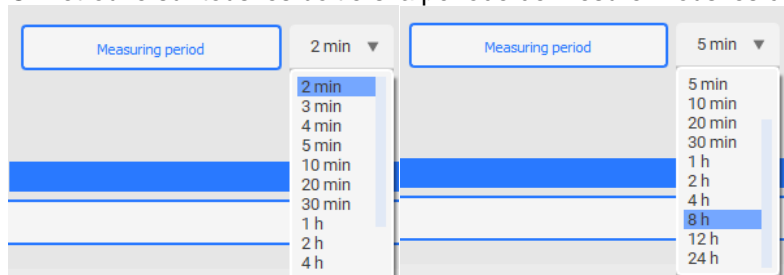 Measuring period
2 min
2 min
3 min
4 min
5 min
10 min
20 min
30 min
1 h
2 h
4 h
Measuring period
5 min
5 min
10 min
20 min
30 min
1 h
2 h
4 h
8 h
12 h
24 h